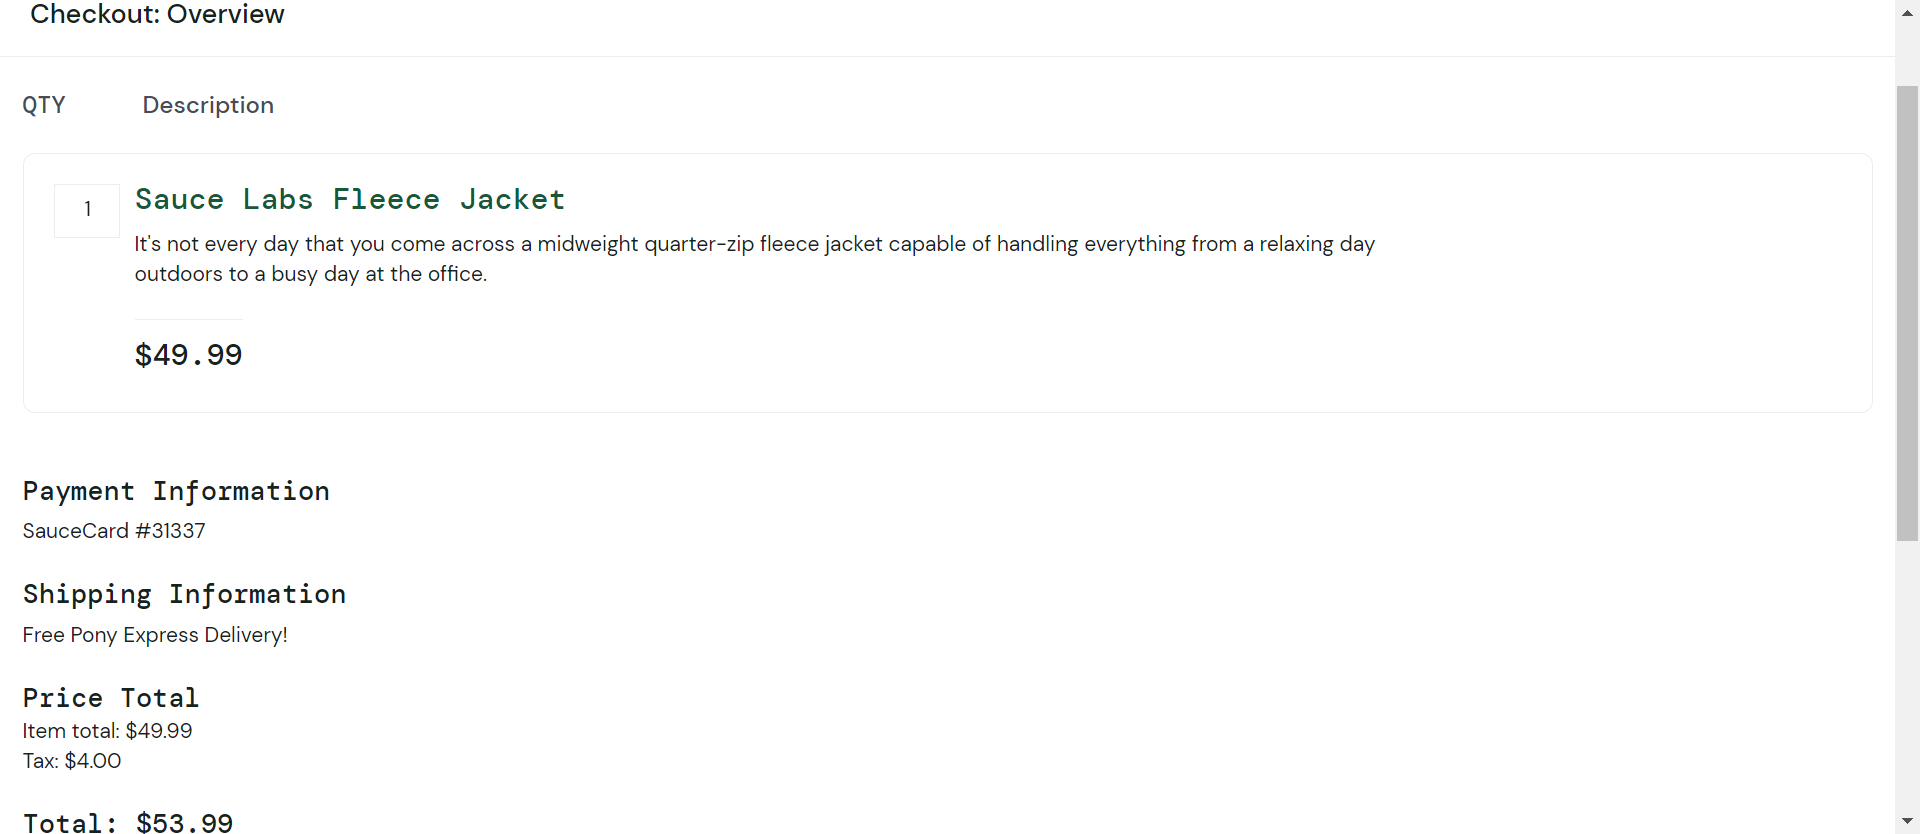 Checkout: Overview
QTY Description
1
Sauce Labs Fleece Jacket
It's not every day that you come across a midweight quarter-zip fleece jacket capable of handling everything from a relaxing day
outdoors to a busy day at the office.
$49.99
Payment Information
SauceCard #31337
Shipping Information
Free Pony Express Delivery!
Price Total
Item total: $49.99
Tax: $4.00
Total: $53.99